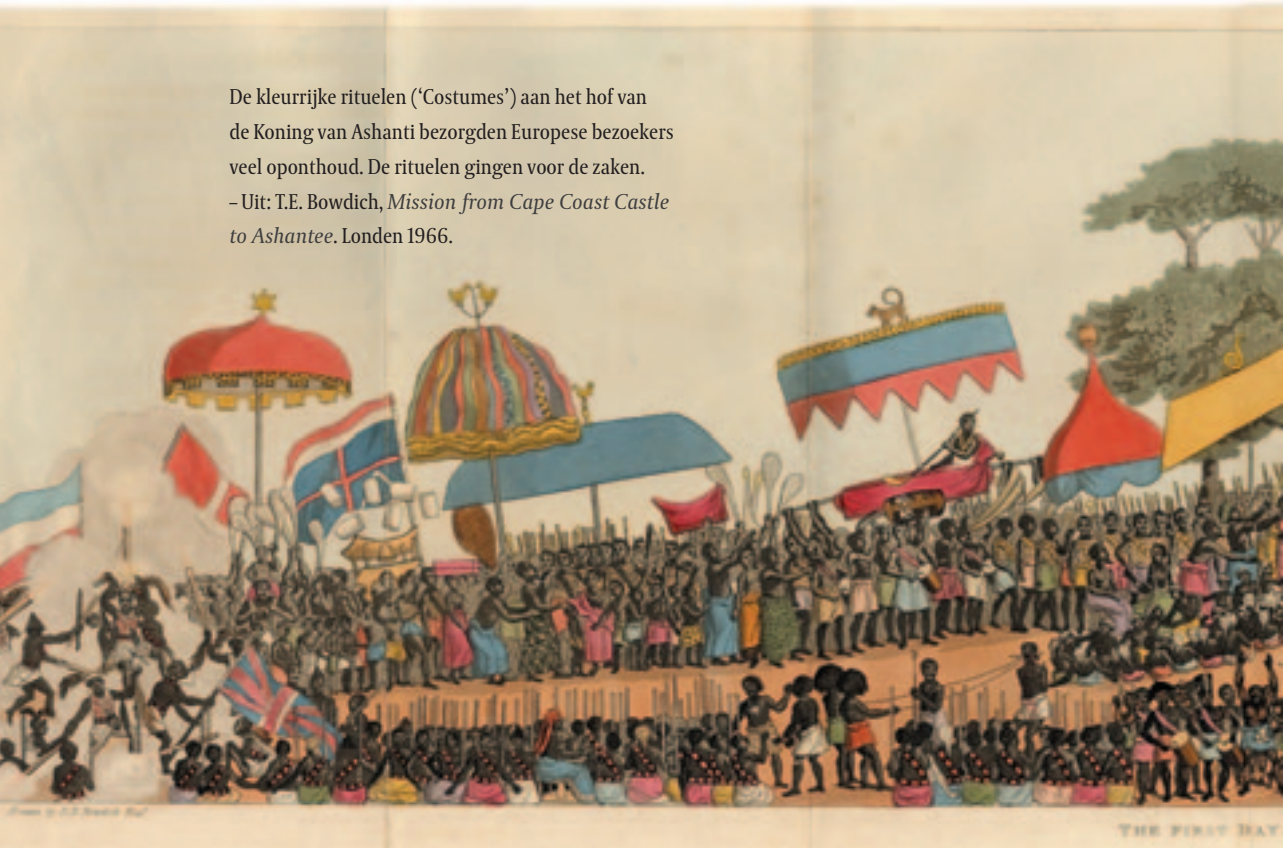 De kleurrijke rituelen (‘Costumes’) aan het hof van
de Koning van Ashanti bezorgden Europese bezoekers
veel oponthoud. De rituelen gingen voor de zaken.
– Uit: T.E. Bowdich, Mission from Cape Coast Castle
to Ashantee. Londen 1966.
THE FIRST DAY